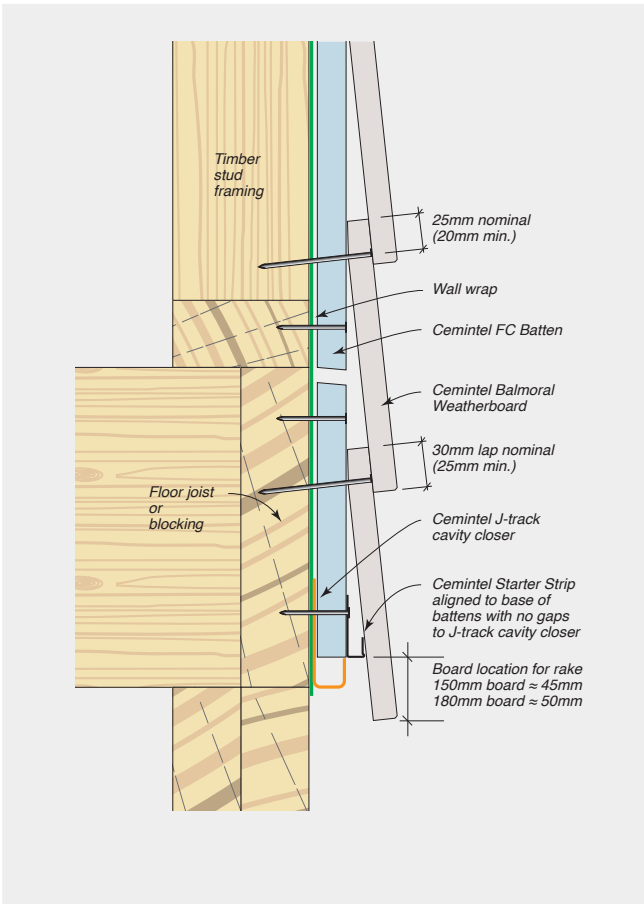 Timber
stud
framing
25mm nominal
(20mm min.)
Wall wrap
Cemintel FC Batten
Cemintel Balmoral
Weatherboard
30mm lap nominal
(25mm min.)
Floor joist
or
blocking
Cemintel J-track
cavity closer
Cemintel Starter Strip
aligned to base of
battens with no gaps
to J-track cavity closer
Board location for rake
150mm board ≈ 45mm
180mm board ≈ 50mm